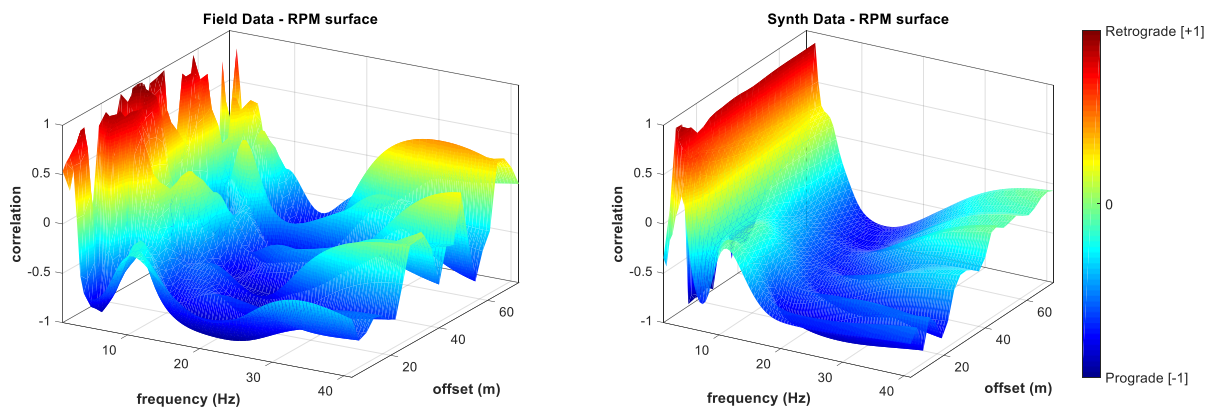 Field Data - RPM surface
1
0.5
0
-0.5
-1
correlation
10
20
30
40
frequency (Hz)
20
40
60
offset (m)
Synth Data - RPM surface
1
0.5
0
-0.5
-1
correlation
10
20
30
40
frequency (Hz)
20
40
60
offset (m)
Retrograde [+1]
0
Prograde [-1]